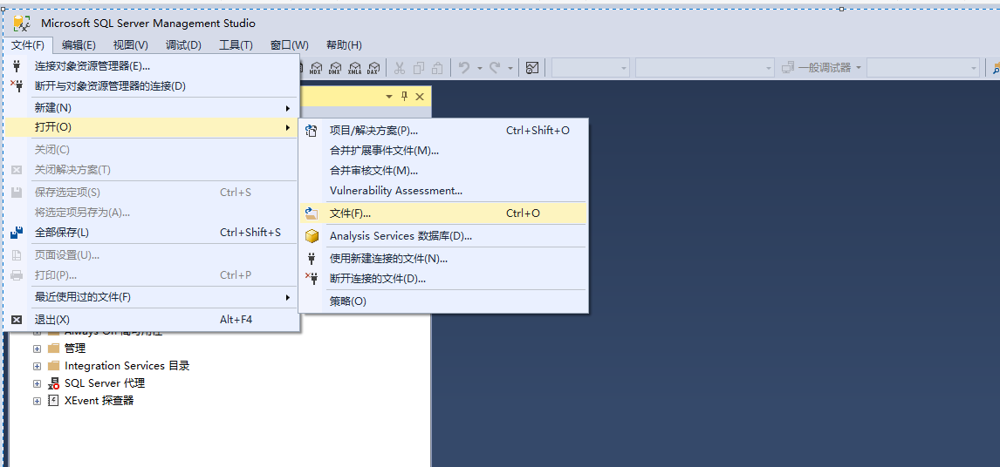 Microsoft SQL Server Management Studio
文件(F) 编辑(E) 视图(V) 调试(D) 工具(T) 窗口(W) 帮助(H)
MDX DMX XMLA DAX 一般调试器
连接对象资源管理器(E)...
断开与对象资源管理器的连接(D)
新建(N)
打开(O)
关闭(C)
关闭解决方案(T)
保存选定项(S) Ctrl+S
将选定项另存为(A)...
全部保存(L) Ctrl+Shift+S
页面设置(U)...
打印(P)... Ctrl+P
最近使用过的文件(F)
退出(X) Alt+F4
项目/解决方案(P)... Ctrl+Shift+O
合并扩展事件文件(M)...
合并审核文件(M)...
Vulnerability Assessment...
文件(F)... Ctrl+O
Analysis Services 数据库(D)...
使用新建连接的文件(N)...
断开连接的文件(D)...
策略(O)
Always On 高可用性
管理
Integration Services 目录
SQL Server 代理
XEvent 探查器